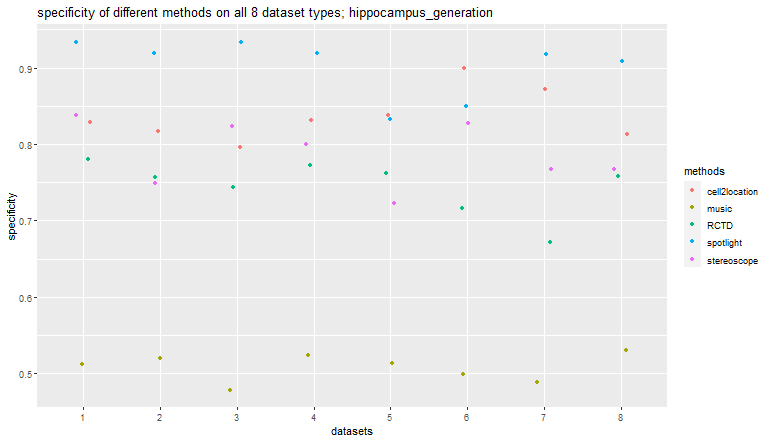 specificity of different methods on all 8 dataset types; hippocampus_generation
specificity
0.9
0.8
0.7
0.6
0.5
1 2 3 4 5 6 7 8
datasets
methods
cell2location
music
RCTD
spotlight
stereoscope